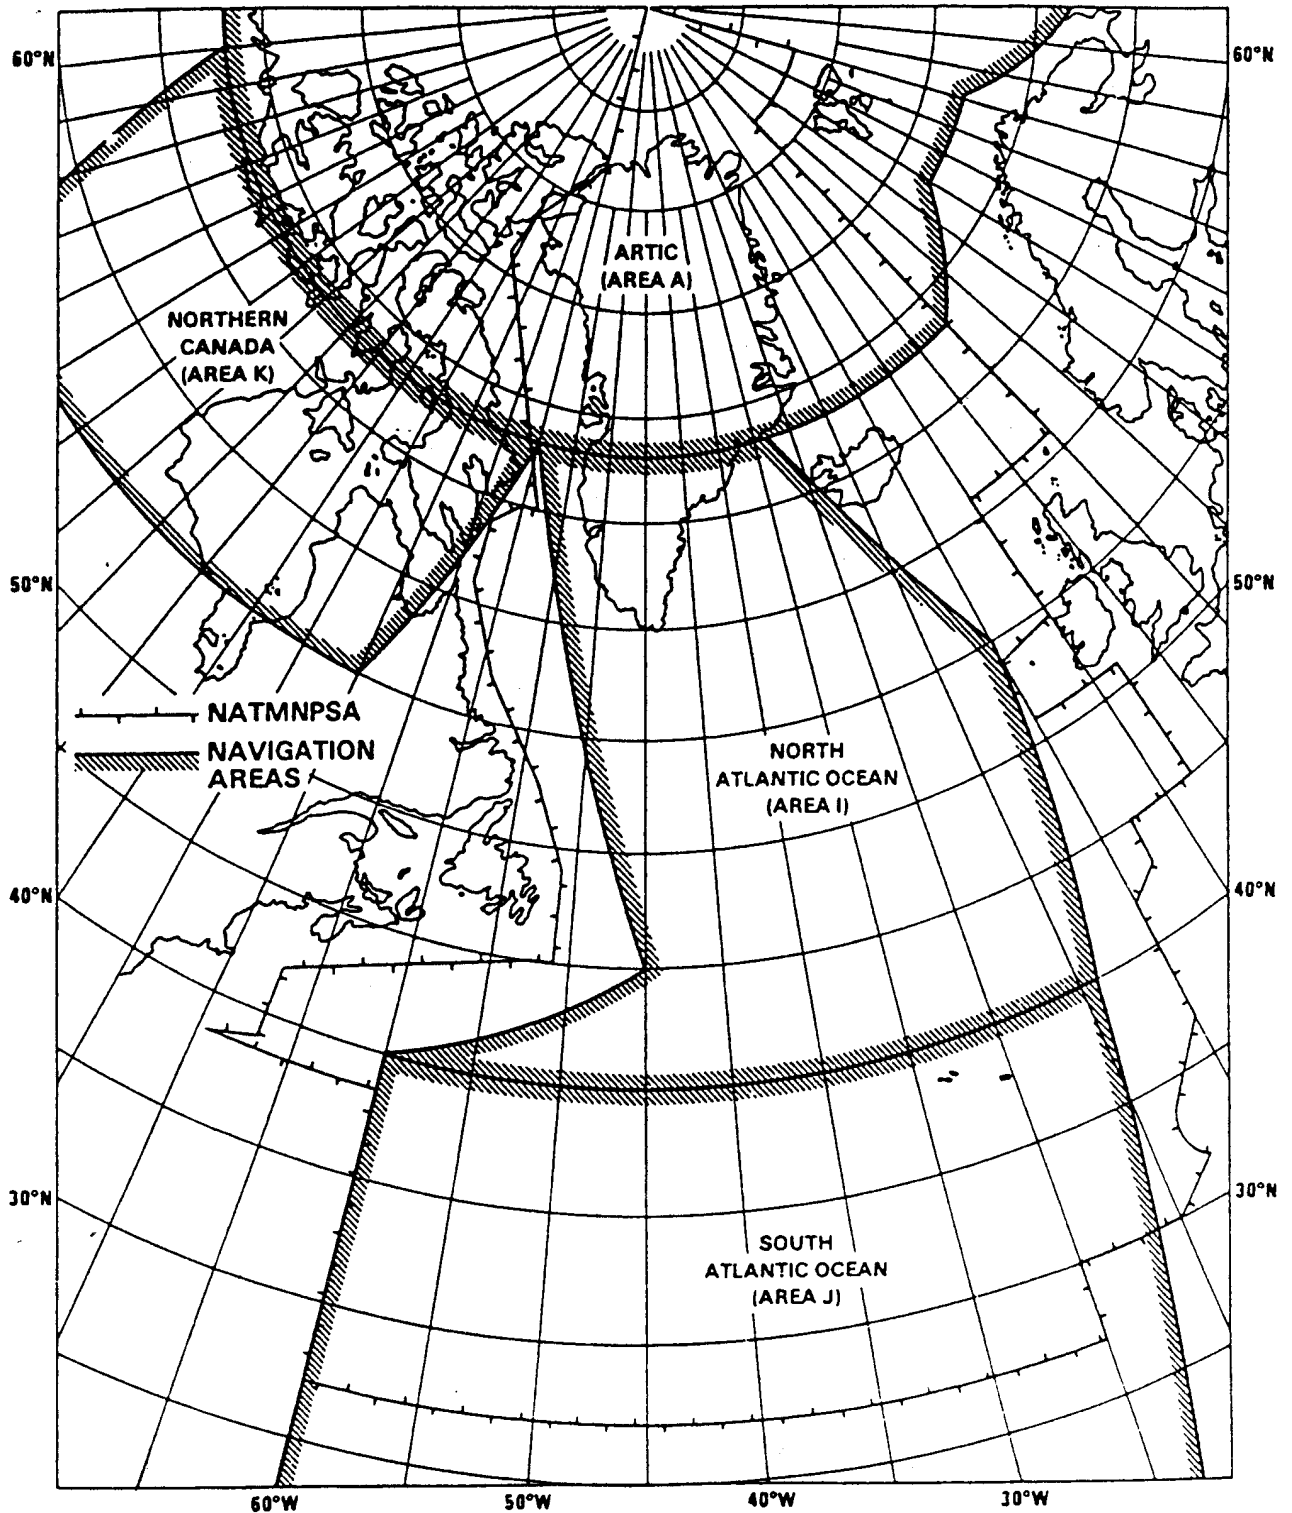 60°N
60°N
ARTIC
(AREA A)
NORTHERN
CANADA
(AREA K)
50°N
50°N
NATMNPSA
NAVIGATION
AREAS
NORTH
ATLANTIC OCEAN
(AREA I)
40°N
40°N
30°N
30°N
SOUTH
ATLANTIC OCEAN
(AREA J)
60°W
50°W
40°W
30°W